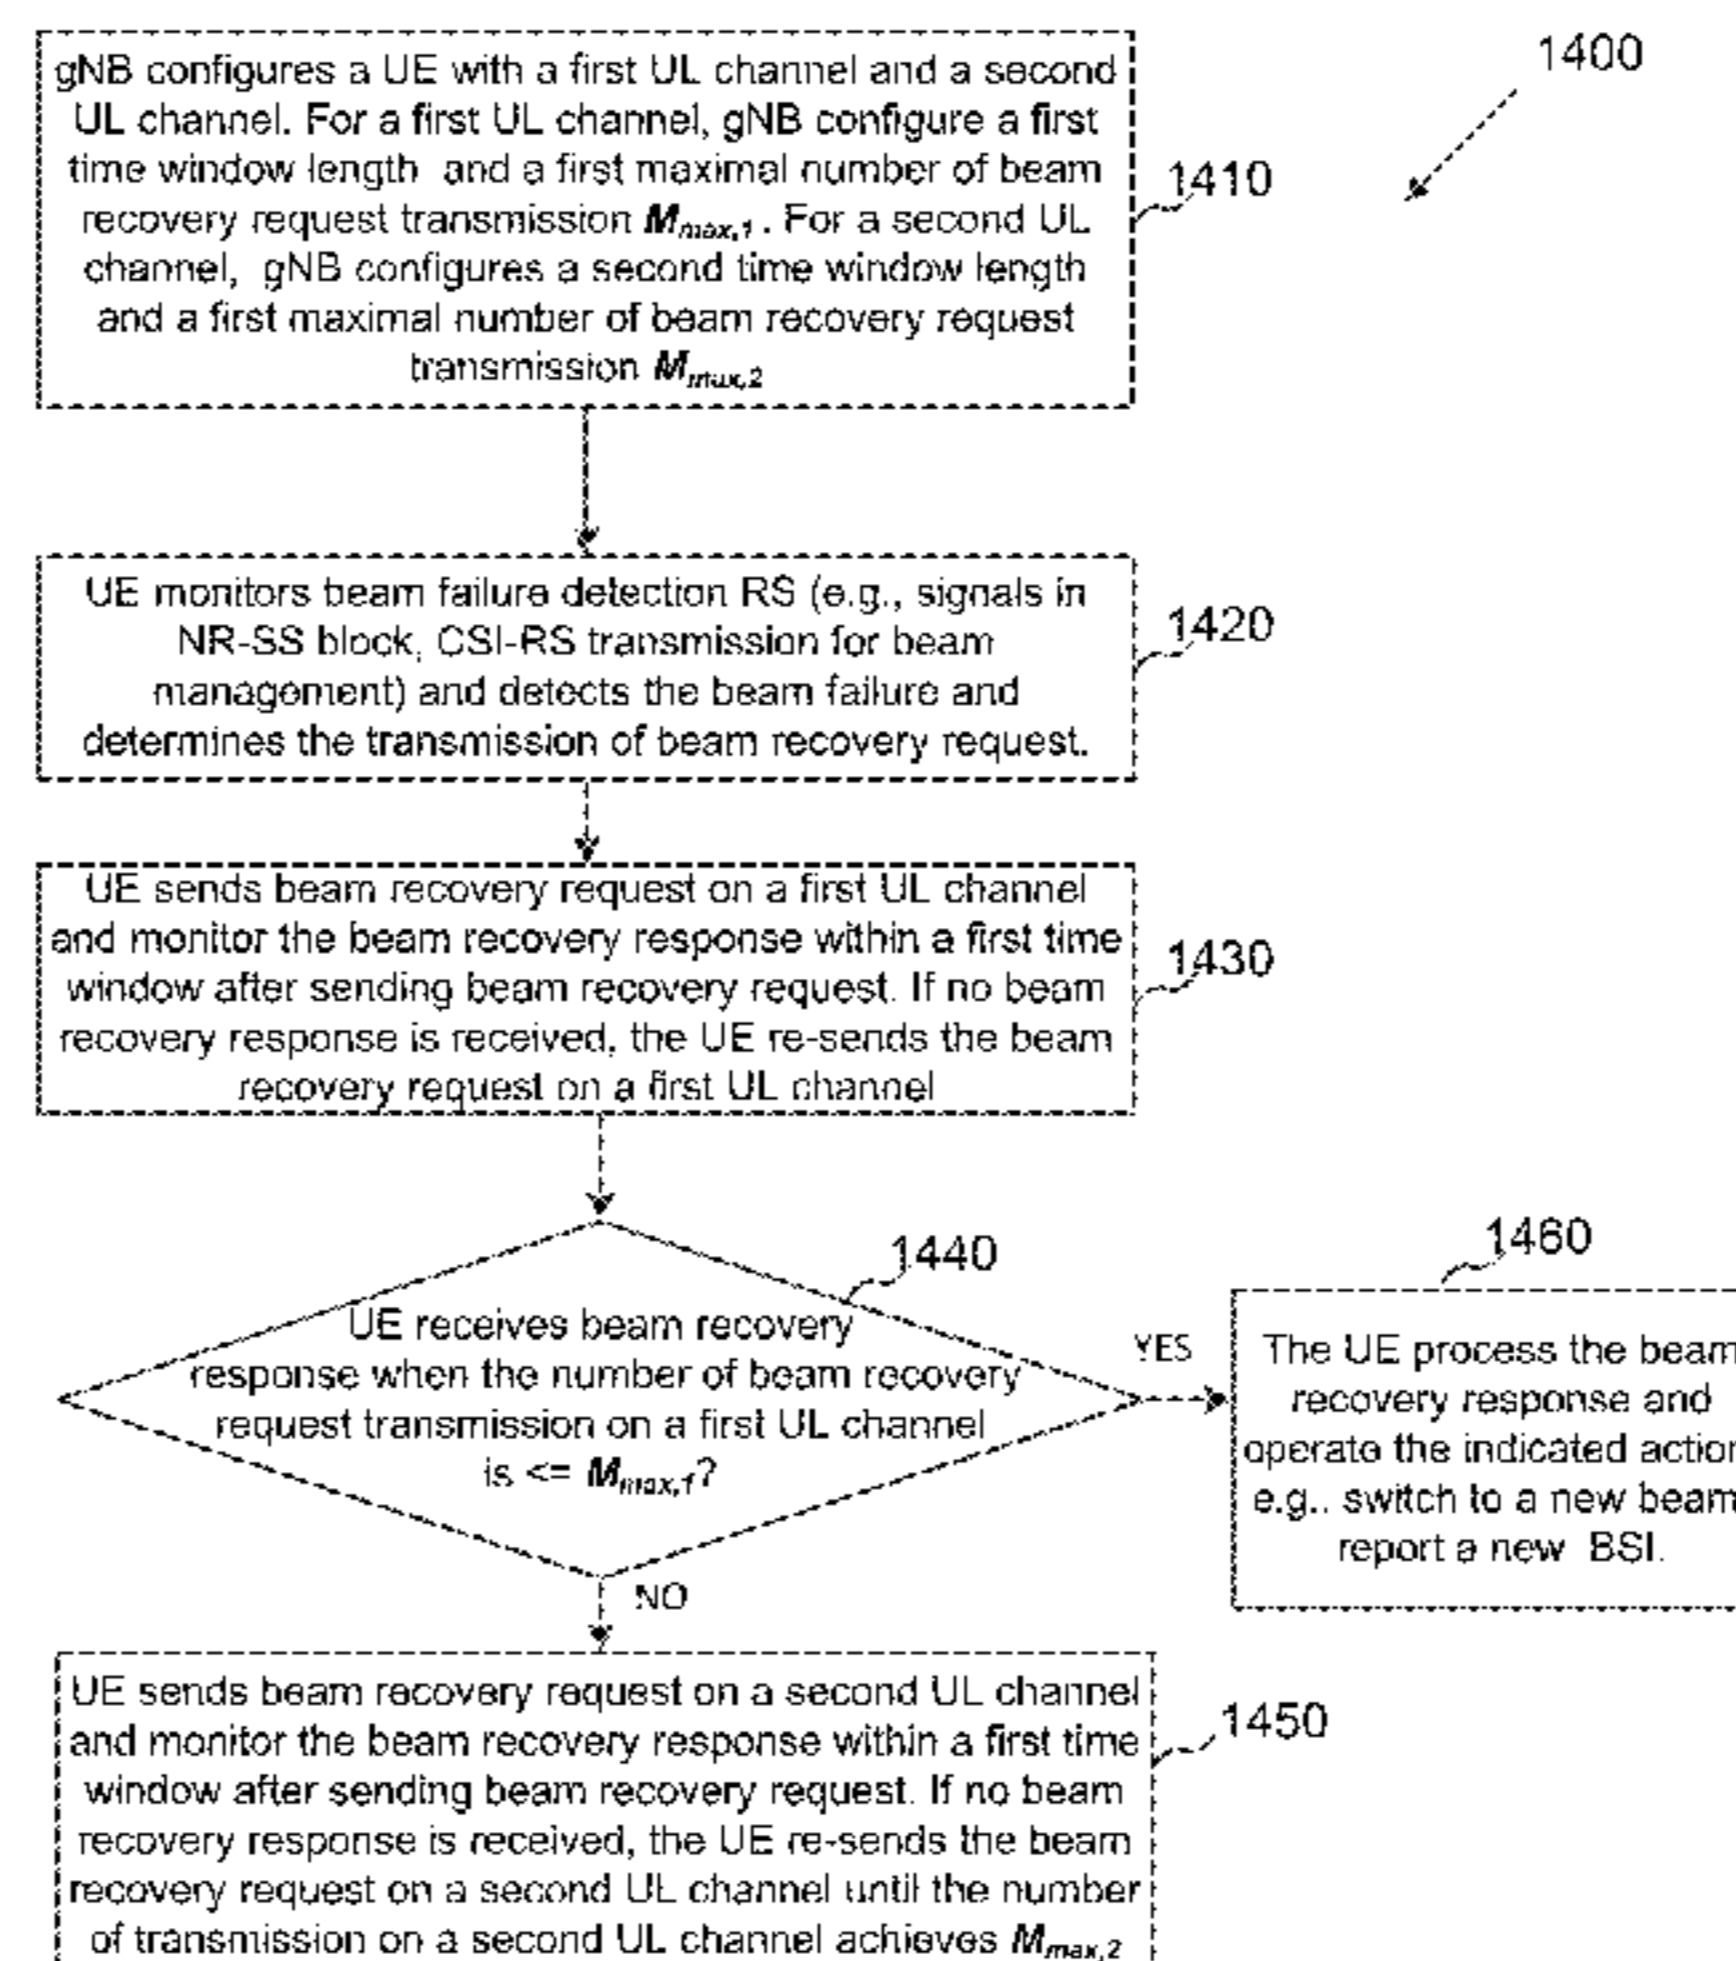 1400
gNB configures a UE with a first UL channel and a second
UL channel. For a first UL channel, gNB configure a first
time window length and a first maximal number of beam
recovery request transmission Mmax,1. For a second UL
channel, gNB configures a second time window length
and a first maximal number of beam recovery request
transmission Mmax,2
1410
UE monitors beam failure detection RS (e.g., signals in
NR-SS block, CSI-RS transmission for beam
management) and detects the beam failure and
determines the transmission of beam recovery request.
1420
UE sends beam recovery request on a first UL channel
and monitor the beam recovery response within a first time
window after sending beam recovery request. If no beam
recovery response is received, the UE re-sends the beam
recovery request on a first UL channel
1430
1440
UE receives beam recovery
response when the number of beam recovery
request transmission on a first UL channel
is <= Mmax,1?
YES
1460
The UE process the beam
recovery response and
operate the indicated action
e.g.. switch to a new beam
report a new BSI.
NO
UE sends beam recovery request on a second UL channel
and monitor the beam recovery response within a first time
window after sending beam recovery request. If no beam
recovery response is received, the UE re-sends the beam
recovery request on a second UL channel until the number
of transmission on a second UL channel achieves Mmax,2
1450